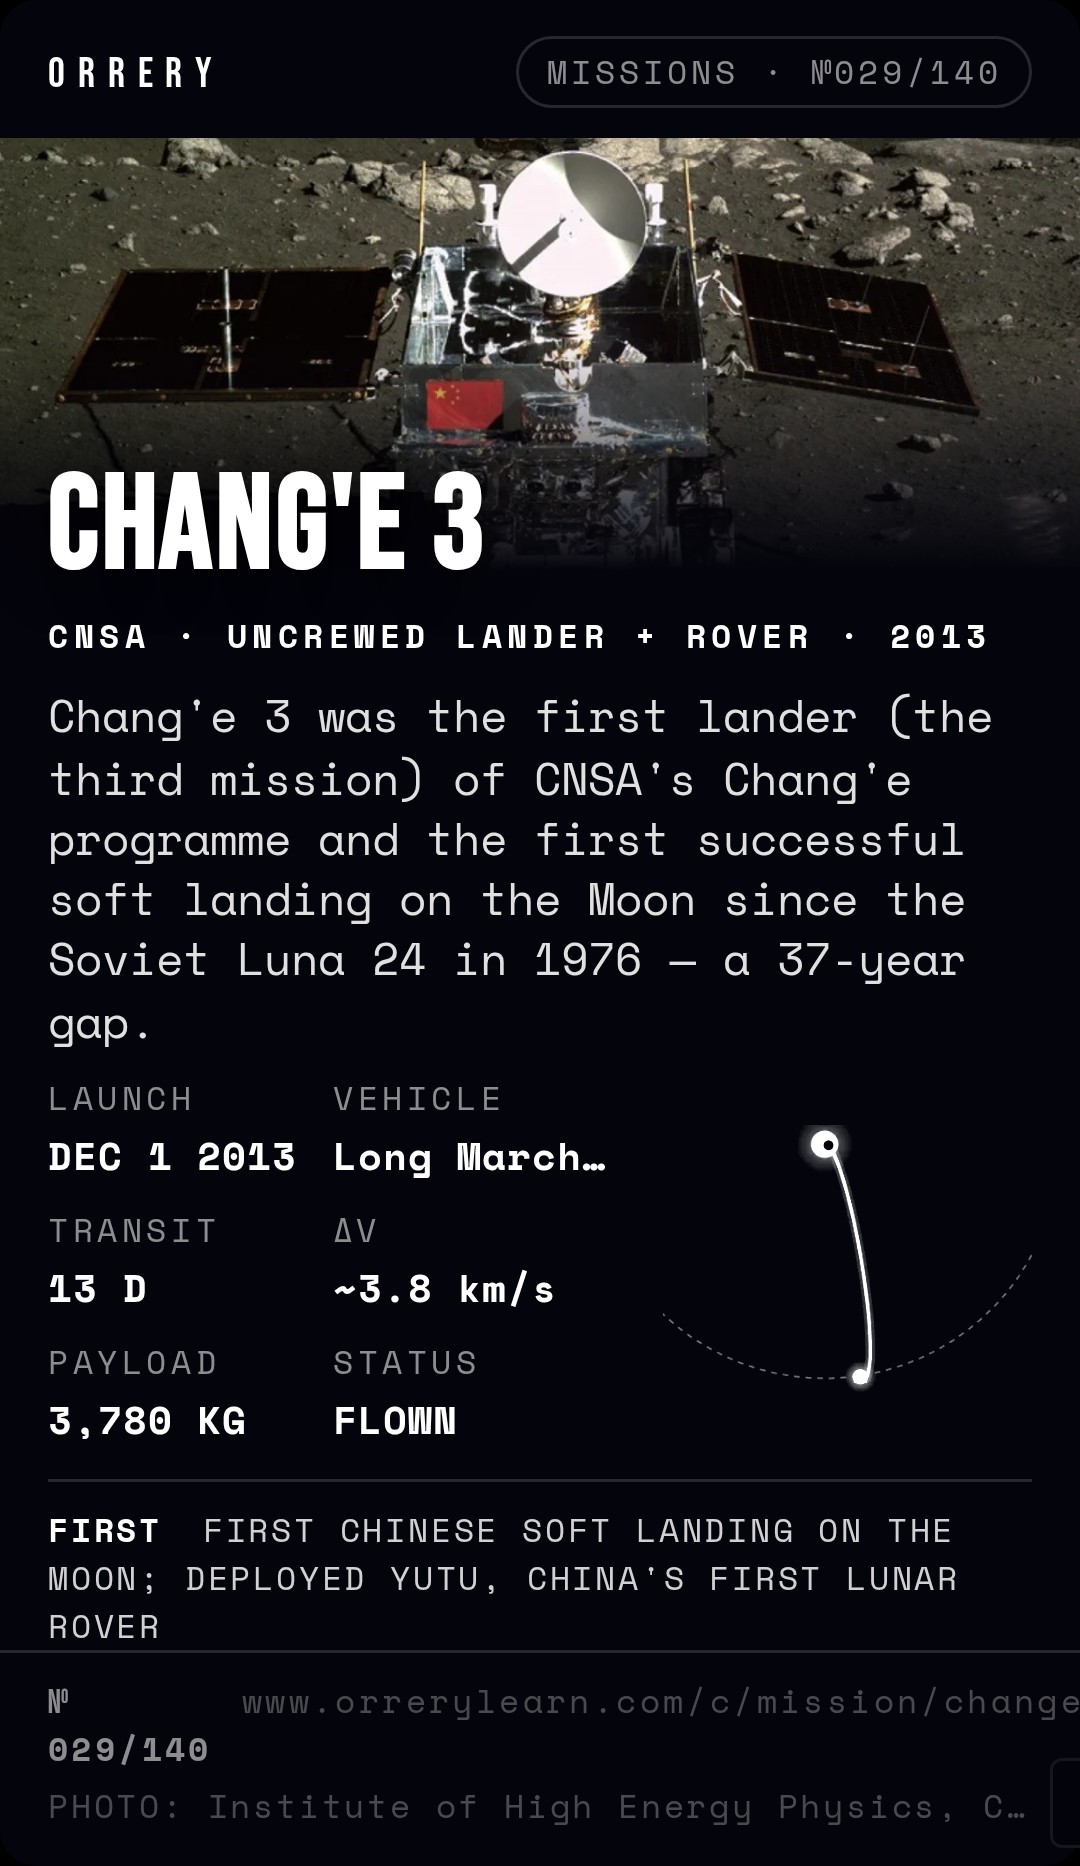 ORRERY
MISSIONS · №029/140
CHANG'E 3
CNSA · UNCREWED LANDER + ROVER · 2013
Chang'e 3 was the first lander (the
third mission) of CNSA's Chang'e
programme and the first successful
soft landing on the Moon since the
Soviet Luna 24 in 1976 — a 37-year
gap.
LAUNCH VEHICLE
DEC 1 2013 Long March…
TRANSIT ΔV
13 D ~3.8 km/s
PAYLOAD STATUS
3,780 KG FLOWN
FIRST FIRST CHINESE SOFT LANDING ON THE
MOON; DEPLOYED YUTU, CHINA'S FIRST LUNAR
ROVER
№ www.orrerylearn.com/c/mission/change
029/140
PHOTO: Institute of High Energy Physics, C…